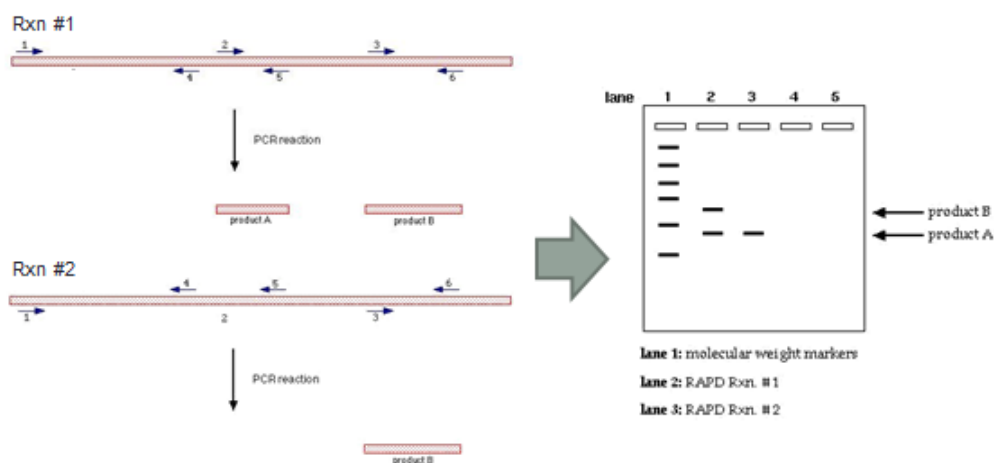 Rxn #1
1 2 3
4 5 6
PCR reaction
product A product B
Rxn #2
4 5 6
1 2 3
PCR reaction
product B
lane 1 2 3 4 5
product B
product A
lane 1: molecular weight markers
lane 2: RAPD Rxn. #1
lane 3: RAPD Rxn. #2